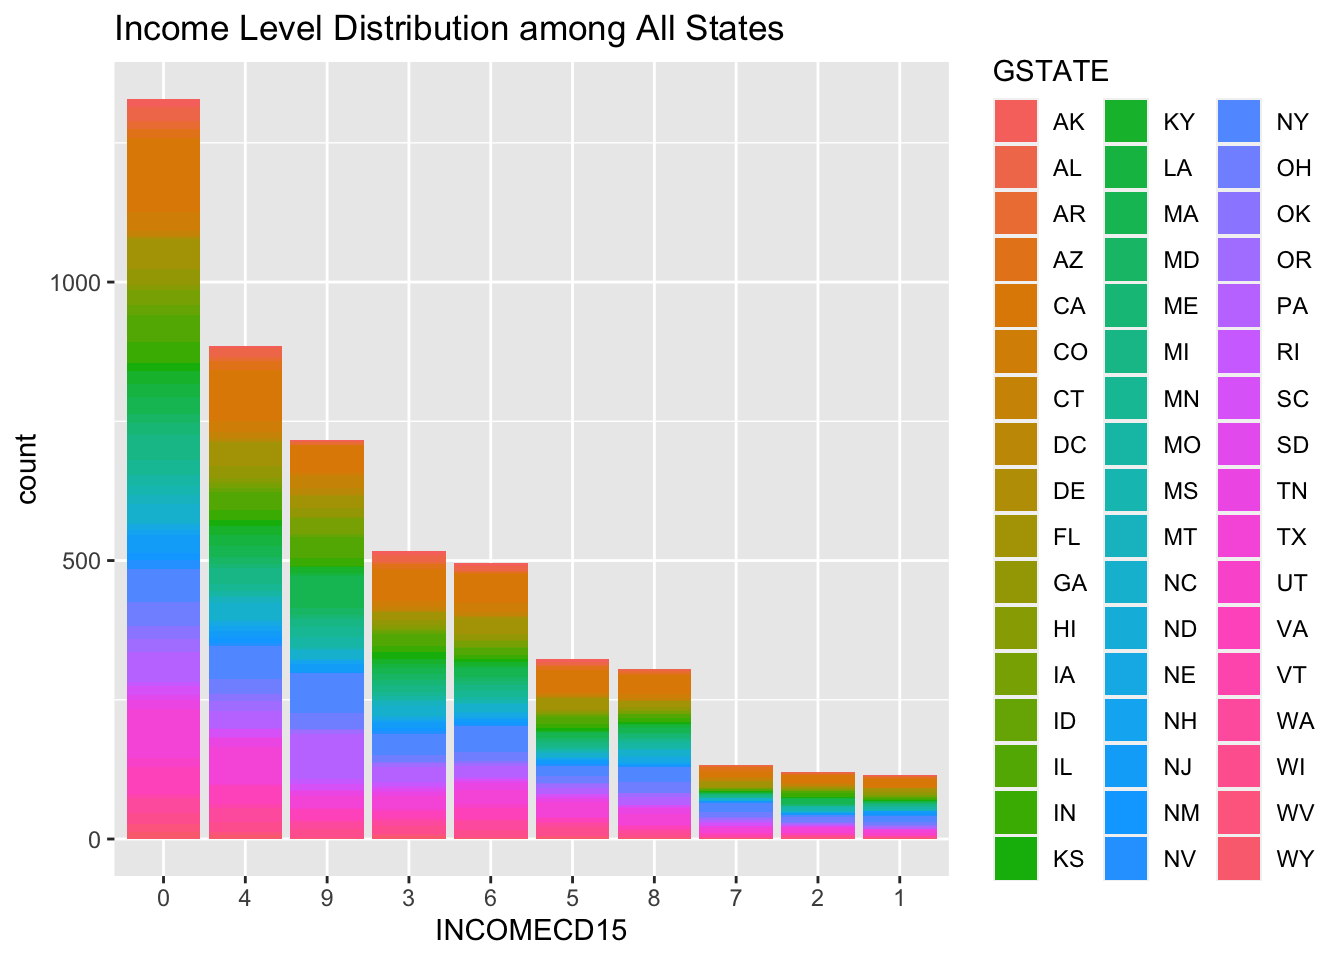 Income Level Distribution among All States
GSTATE
AK KY NY
AL LA OH
AR MA OK
AZ MD OR
CA ME PA
CO MI RI
CT MN SC
DC MO SD
DE MS TN
FL MT TX
GA NC UT
HI ND VA
IA NE VT
ID NH WA
IL NJ WI
IN NM WV
KS NV WY
count
1000
500
0
0 4 9 3 6 5 8 7 2 1
INCOMECD15